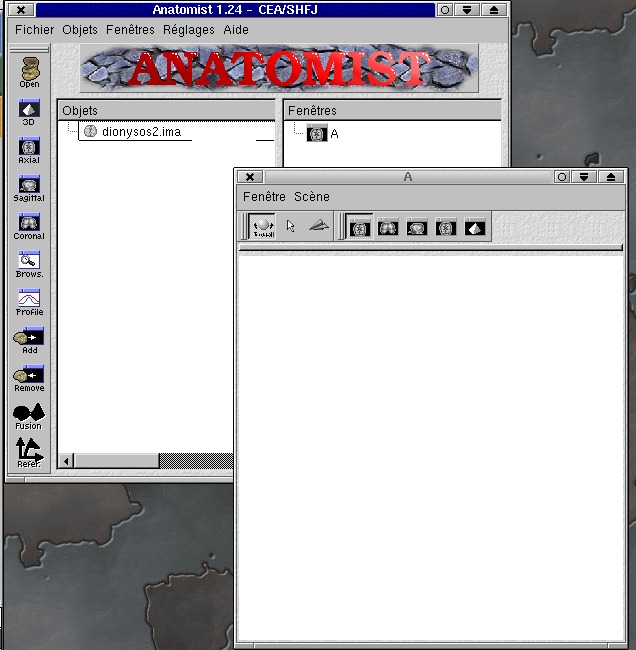 Anatomist 1.24 - CEA/SHFJ
Fichier Objets Fenêtres Réglages Aide
ANATOMIST
Open
3D
Axial
Sagittal
Coronal
Brows.
Profile
Add
Remove
Fusion
Refer.
Objets
dionysos2.ima
Fenêtres
A
A
Fenêtre Scène